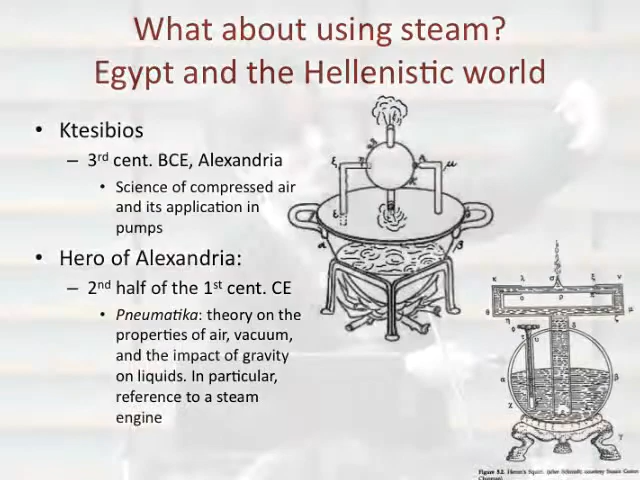 What about using steam?
Egypt and the Hellenistic world
• Ktesibios
– 3rd cent. BCE, Alexandria
• Science of compressed air
and its application in
pumps
• Hero of Alexandria:
– 2nd half of the 1st cent. CE
• Pneumatika: theory on the
properties of air, vacuum,
and the impact of gravity
on liquids. In particular,
reference to a steam
engine
Figure 5.2. Heron's